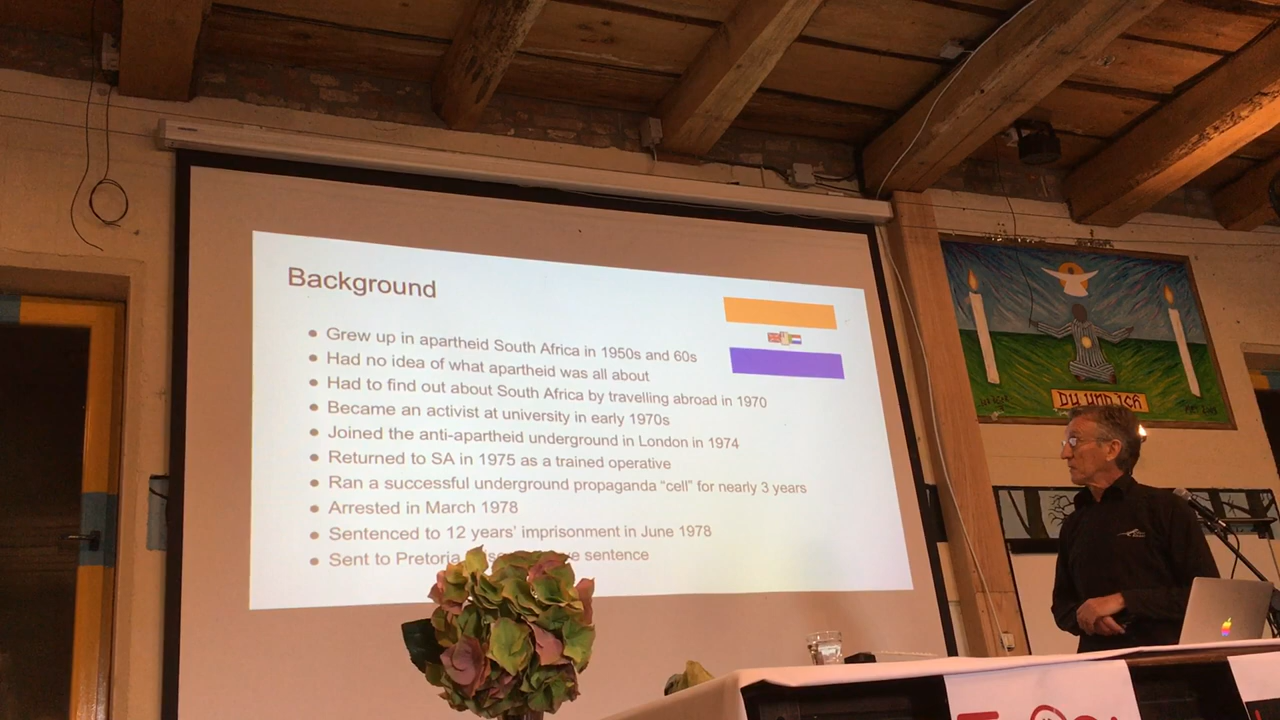 Background
● Grew up in apartheid South Africa in 1950s and 60s
● Had no idea of what apartheid was all about
● Had to find out about South Africa by travelling abroad in 1970
● Became an activist at university in early 1970s
● Joined the anti-apartheid underground in London in 1974
● Returned to SA in 1975 as a trained operative
● Ran a successful underground propaganda “cell” for nearly 3 years
● Arrested in March 1978
● Sentenced to 12 years’ imprisonment in June 1978
● Sent to Pretoria sentence
DU UND ICH